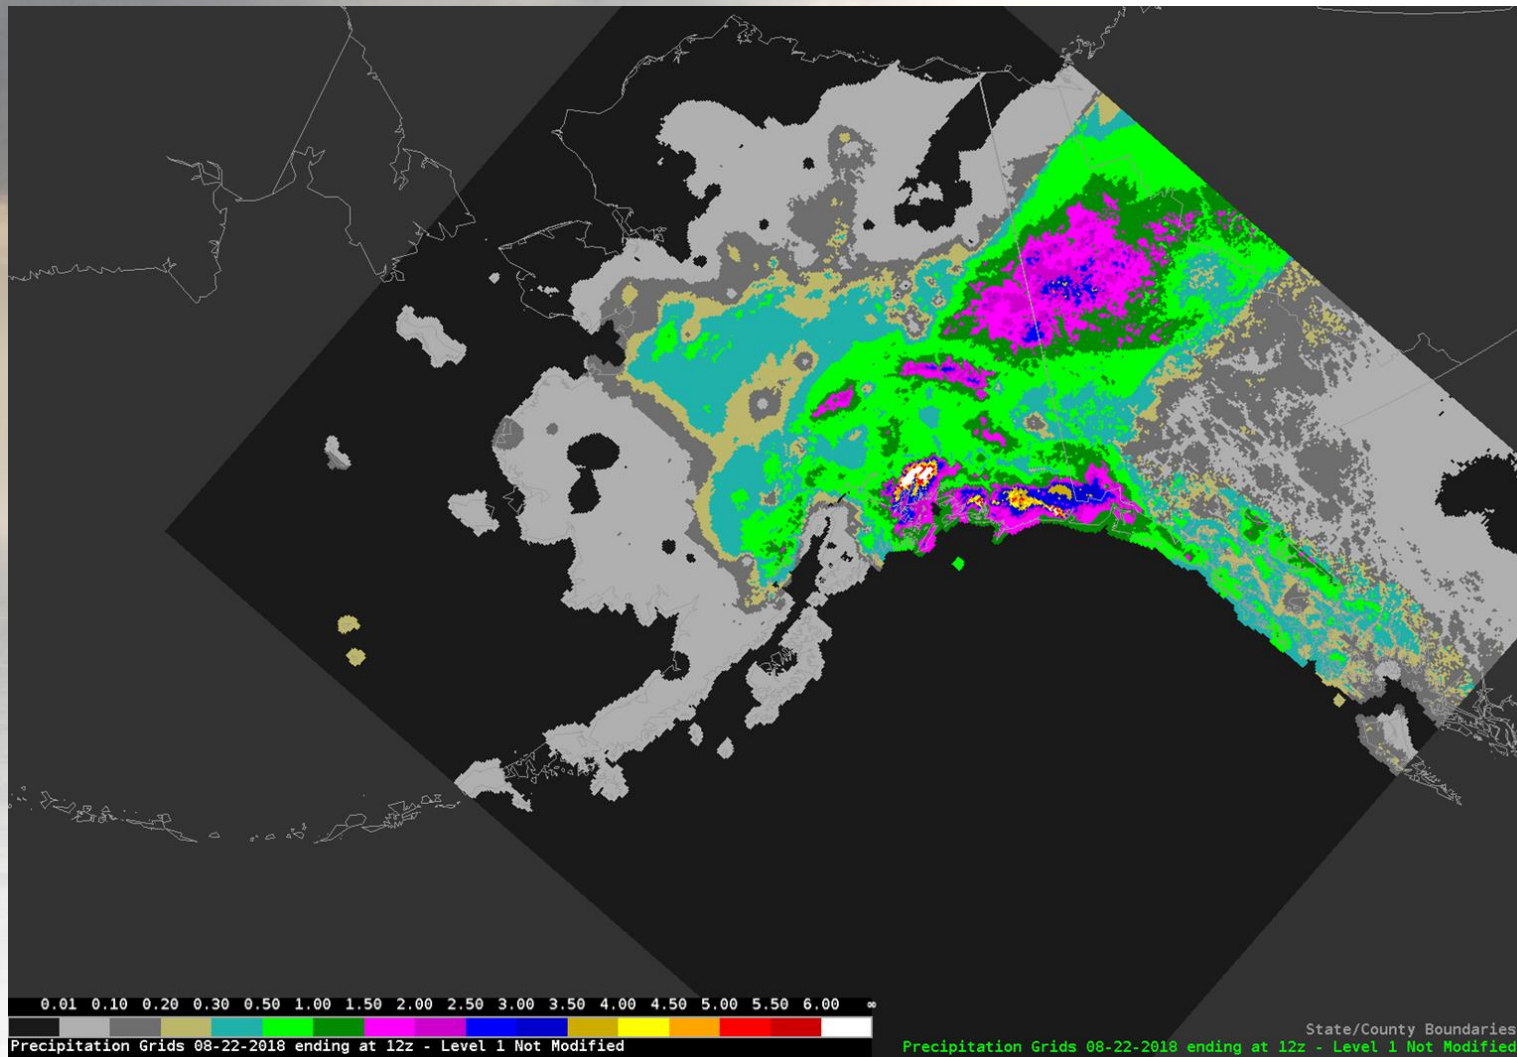 0.01 0.10 0.20 0.30 0.50 1.00 1.50 2.00 2.50 3.00 3.50 4.00 4.50 5.00 5.50 6.00 ∞
Precipitation Grids 08-22-2018 ending at 12z - Level 1 Not Modified
State/County Boundaries
Precipitation Grids 08-22-2018 ending at 12z - Level 1 Not Modified